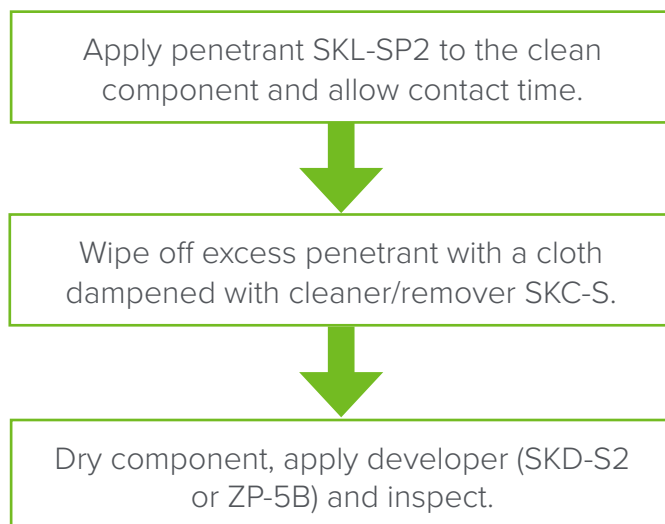 Apply penetrant SKL-SP2 to the clean
component and allow contact time.
Wipe off excess penetrant with a cloth
dampened with cleaner/remover SKC-S.
Dry component, apply developer (SKD-S2
or ZP-5B) and inspect.